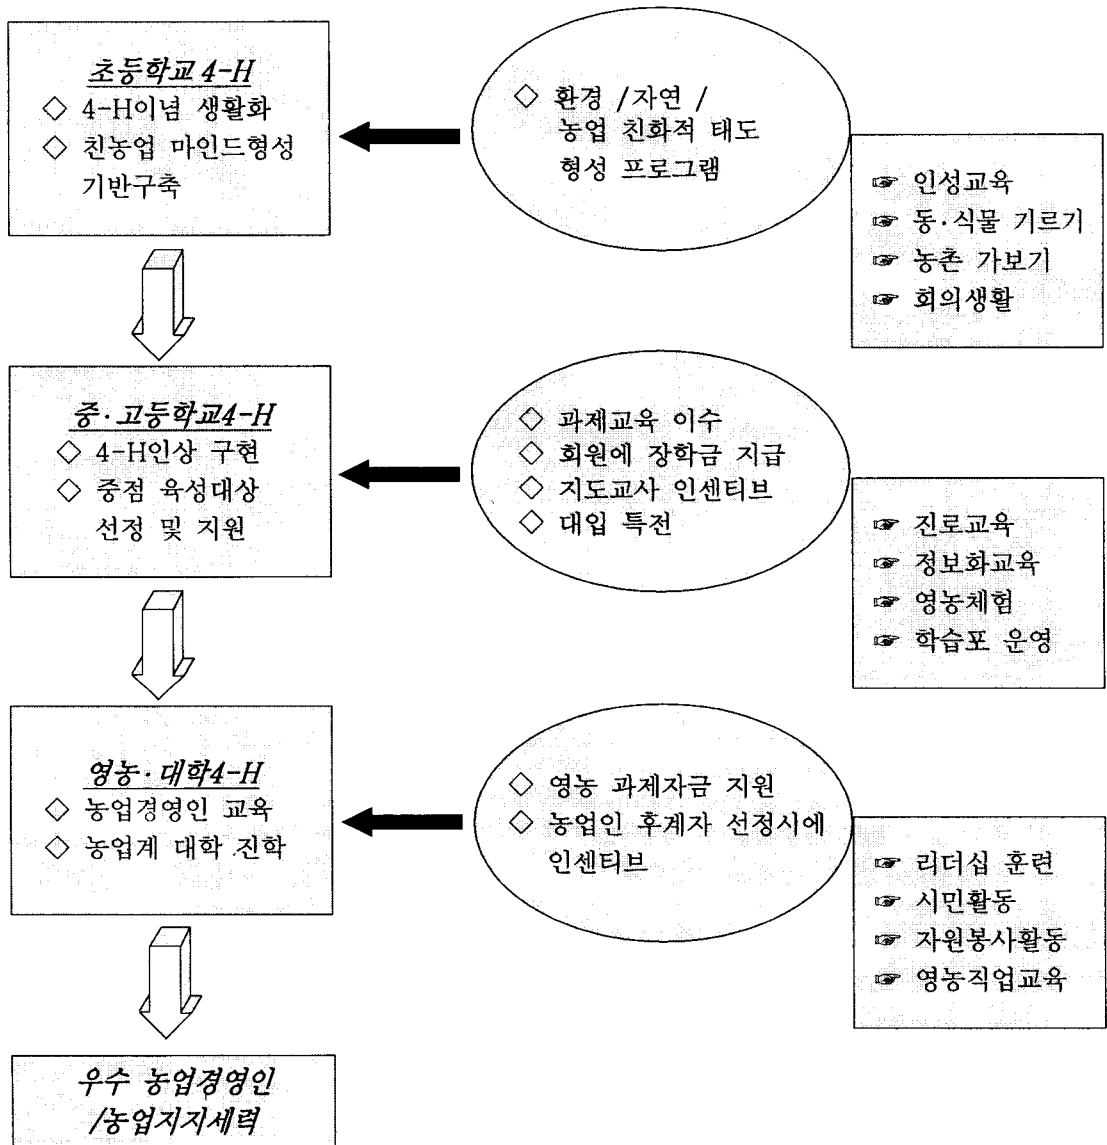 초등학교 4-H
◇ 4-H이념 생활화
◇ 친농업 마인드형성
기반구축
◇ 환경 /자연 /
농업 친화적 태도
형성 프로그램
☞ 인성교육
☞ 동·식물 기르기
☞ 농촌 가보기
☞ 회의생활
중·고등학교4-H
◇ 4-H인상 구현
◇ 중점 육성대상
선정 및 지원
◇ 과제교육 이수
◇ 회원에 장학금 지급
◇ 지도교사 인센티브
◇ 대입 특전
☞ 진로교육
☞ 정보화교육
☞ 영농체험
☞ 학습포 운영
영농·대학4-H
◇ 농업경영인 교육
◇ 농업계 대학 진학
◇ 영농 과제자금 지원
◇ 농업인 후계자 선정시에
인센티브
☞ 리더십 훈련
☞ 시민활동
☞ 자원봉사활동
☞ 영농직업교육
우수 농업경영인
/농업지지세력